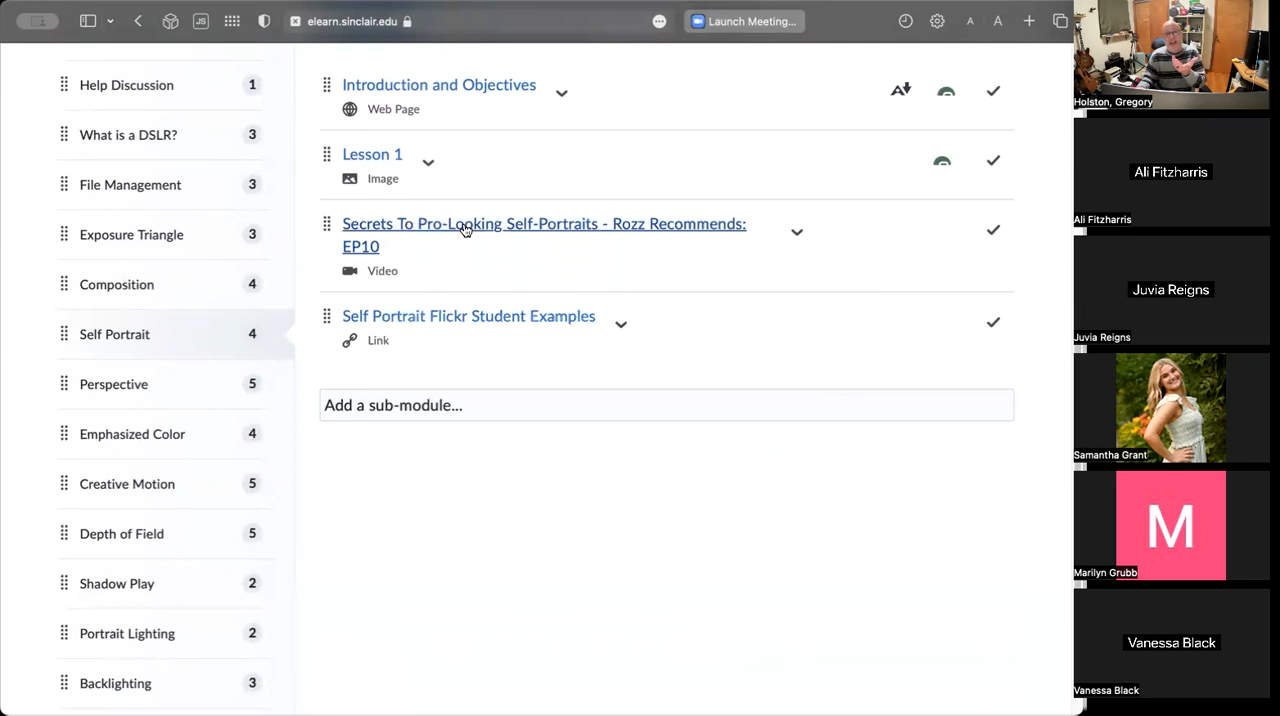 JS
elearn.sinclair.edu
Launch Meeting...
A
A
Help Discussion 1
What is a DSLR? 3
File Management 3
Exposure Triangle 3
Composition 4
Self Portrait 4
Perspective 5
Emphasized Color 4
Creative Motion 5
Depth of Field 5
Shadow Play 2
Portrait Lighting 2
Backlighting 3
Introduction and Objectives
Web Page
Lesson 1
Image
Secrets To Pro-Looking Self-Portraits - Rozz Recommends:
EP10
Video
Self Portrait Flickr Student Examples
Link
Add a sub-module...
Holston, Gregory
Ali Fitzharris
Ali Fitzharris
Juvia Reigns
Juvia Reigns
Samantha Grant
M
Marilyn Grubb
Vanessa Black
Vanessa Black